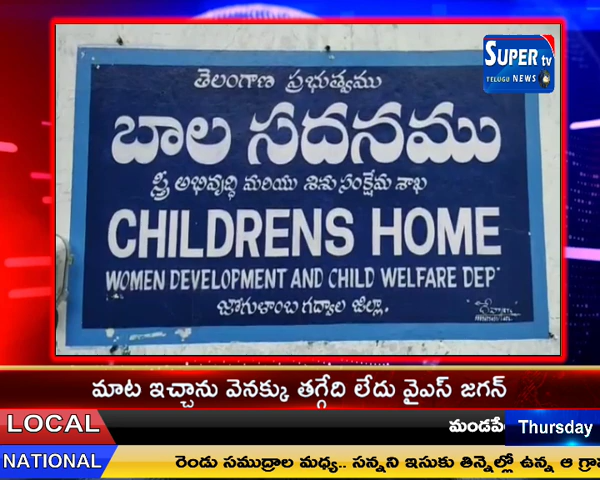 SUPER tv
TELUGU NEWS
తెలంగాణ ప్రభుత్వము
బాల సదనము
స్త్రీ అభివృద్ధి మరియు శిశు సంక్షేమ శాఖ
CHILDRENS HOME
WOMEN DEVELOPMENT AND CHILD WELFARE DEP
జోగుళాంబ గద్వాల జిల్లా.
మాట ఇచ్చాను వెనక్కు తగ్గేది లేదు వైఎస్ జగన్
LOCAL
మండపే
Thursday
NATIONAL
రెండు సముద్రాల మధ్య.. సన్నని ఇసుకు తిన్నెల్లో ఉన్న ఆ గ్రా